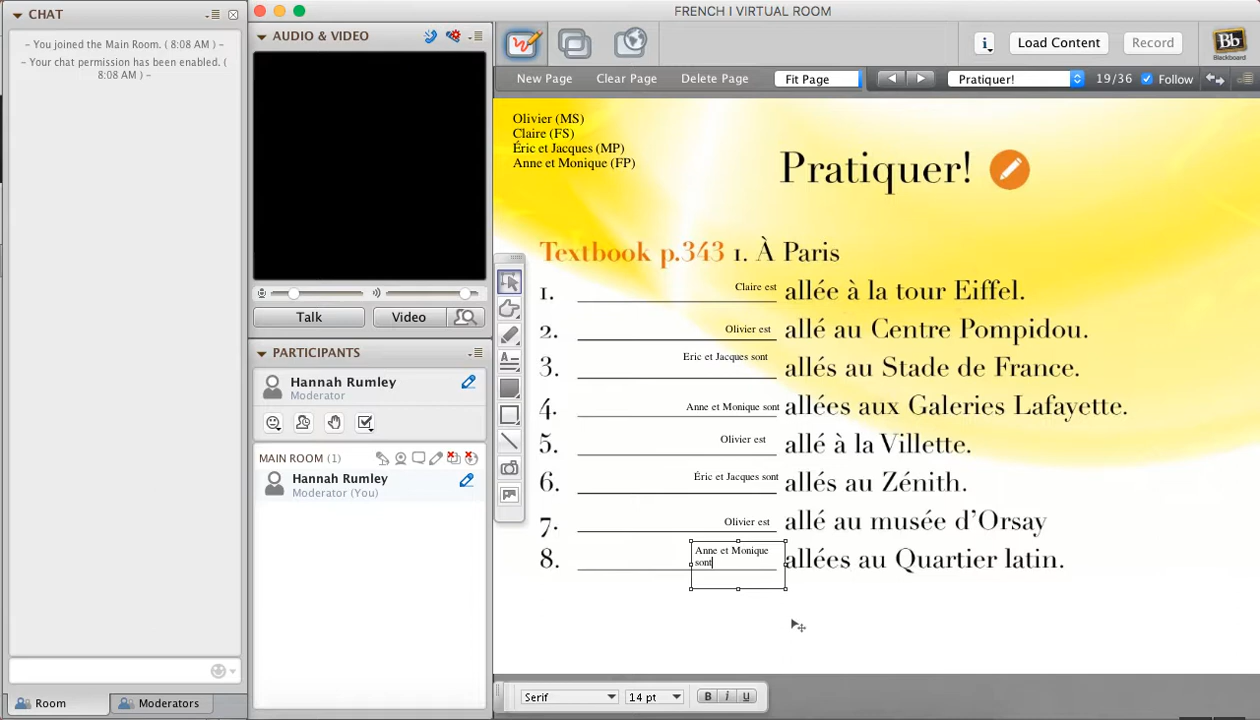 CHAT
– You joined the Main Room. ( 8:08 AM ) –
– Your chat permission has been enabled. (
8:08 AM ) –
Room
Moderators
AUDIO & VIDEO
Talk
Video
PARTICIPANTS
Hannah Rumley
Moderator
MAIN ROOM (1)
Hannah Rumley
Moderator (You)
FRENCH I VIRTUAL ROOM
i
Load Content
Record
Bb
Blackboard
New Page
Clear Page
Delete Page
Fit Page
Pratiquer!
19/36
Follow
Olivier (MS)
Claire (FS)
Éric et Jacques (MP)
Anne et Monique (FP)
Pratiquer!
Textbook p.343 1. À Paris
1. Claire est allée à la tour Eiffel.
2. Olivier est allé au Centre Pompidou.
3. Eric et Jacques sont allés au Stade de France.
4. Anne et Monique sont allées aux Galeries Lafayette.
5. Olivier est allé à la Villette.
6. Éric et Jacques sont allés au Zénith.
7. Olivier est allé au musée d'Orsay
8. Anne et Monique
sont allées au Quartier latin.
Serif
14 pt
B
i
U